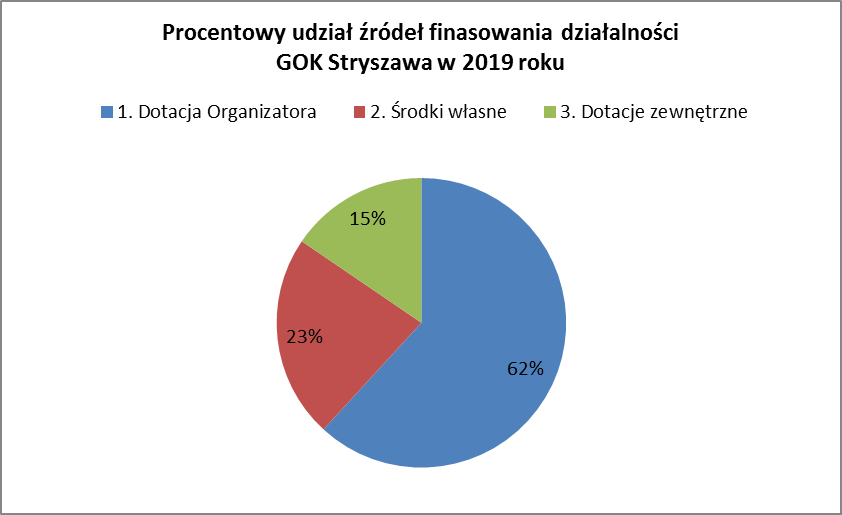 Procentowy udział źródeł finasowania działalności
GOK Stryszawa w 2019 roku
1. Dotacja Organizatora 2. Środki własne 3. Dotacje zewnętrzne
15%
23%
62%